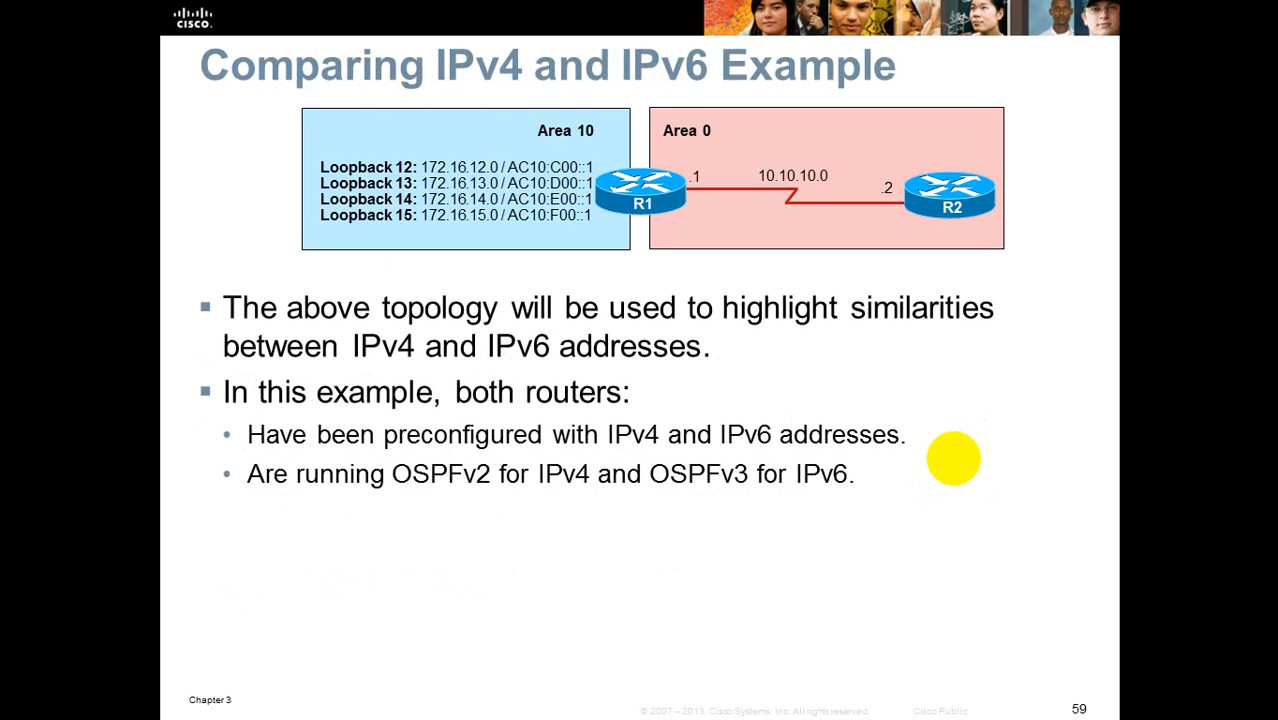 CISCO.
Comparing IPv4 and IPv6 Example
Area 10
Area 0
Loopback 12: 172.16.12.0 / AC10:C00::1
Loopback 13: 172.16.13.0 / AC10:D00::1
Loopback 14: 172.16.14.0 / AC10:E00::1
Loopback 15: 172.16.15.0 / AC10:F00::1
R1
.1
10.10.10.0
.2
R2
▪ The above topology will be used to highlight similarities
between IPv4 and IPv6 addresses.
▪ In this example, both routers:
• Have been preconfigured with IPv4 and IPv6 addresses.
• Are running OSPFv2 for IPv4 and OSPFv3 for IPv6.
Chapter 3
© 2007 – 2013, Cisco Systems, Inc. All rights reserved.
Cisco Public
59